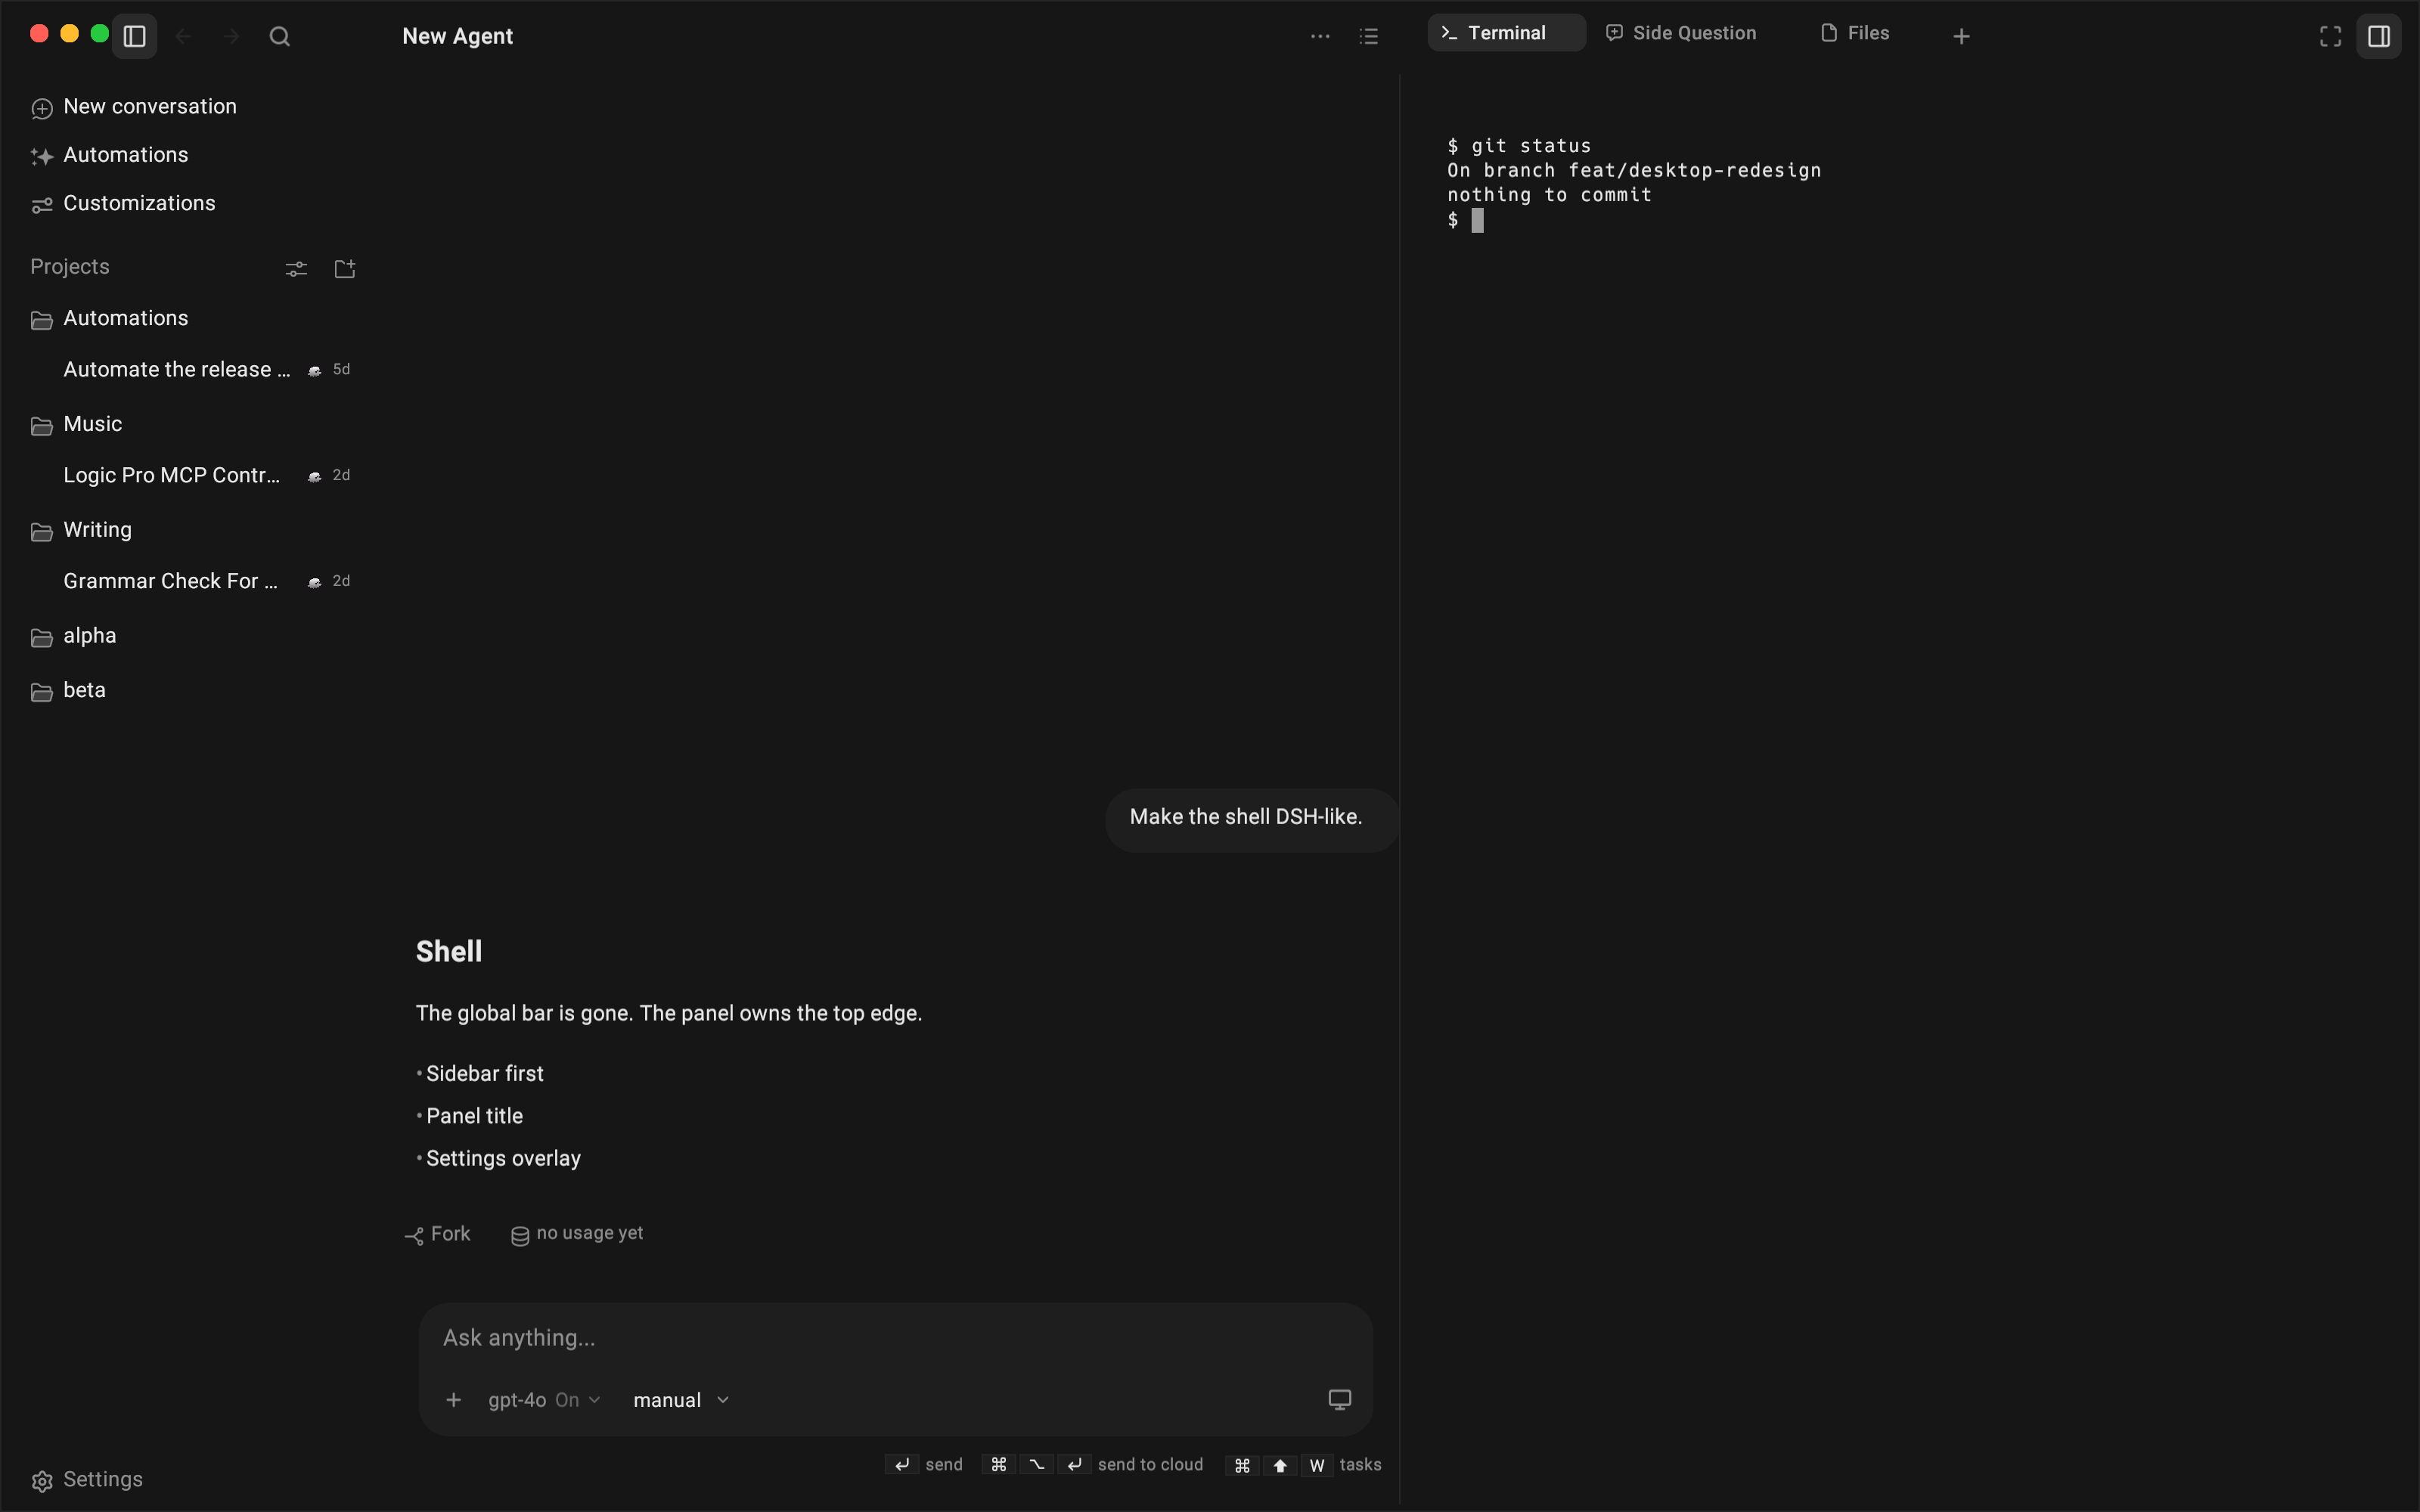 New Agent
Terminal
Side Question
Files
New conversation
Automations
Customizations
Projects
Automations
Automate the release ... 5d
Music
Logic Pro MCP Contr... 2d
Writing
Grammar Check For ... 2d
alpha
beta
Settings
Make the shell DSH-like.
Shell
The global bar is gone. The panel owns the top edge.
• Sidebar first
• Panel title
• Settings overlay
Fork no usage yet
Ask anything...
gpt-4o On manual
send ⌘ ⌥ send to cloud ⌘ W tasks
$ git status
On branch feat/desktop-redesign
nothing to commit
$